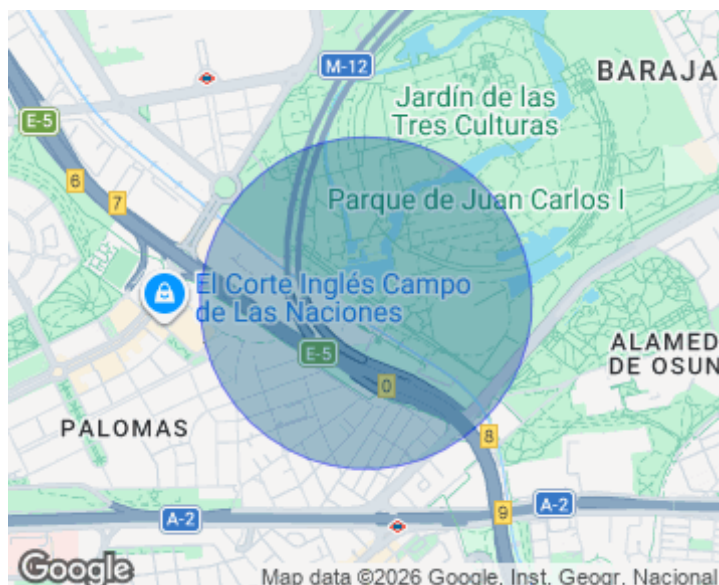 M-12
BARAJA
Jardín de las
Tres Culturas
E-5
6
7
Parque de Juan Carlos I
El Corte Inglés Campo
de Las Naciones
E-5
0
ALAMED
DE OSUN
PALOMAS
8
A-2
9
A-2
Google
Map data ©2026 Google, Inst. Geogr. Nacional